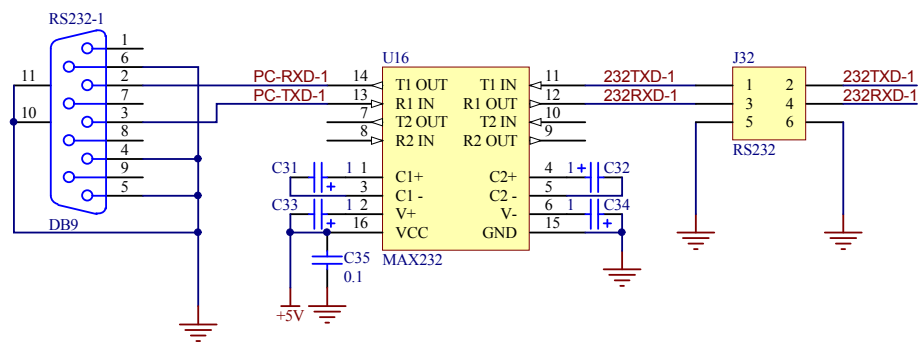 RS232-1
1
6
2
7
3
8
4
9
5
11
10
DB9
PC-RXD-1
PC-TXD-1
U16
14 T1 OUT T1 IN 11
13 R1 IN R1 OUT 12
7 T2 OUT T2 IN 10
8 R2 IN R2 OUT 9
C31 1 1 C1+ C2+ 4 1 C32
3 C1 - C2 - 5
C33 1 2 V+ V- 6 1 C34
16 VCC GND 15
MAX232
C35
0.1
+5V
232TXD-1
232RXD-1
J32
1 2
3 4
5 6
RS232
232TXD-1
232RXD-1